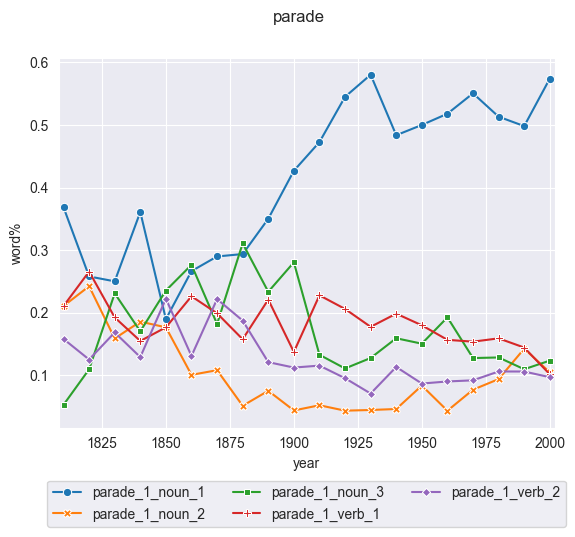 parade
0.6
0.5
0.4
0.3
0.2
0.1
word%
1825 1850 1875 1900 1925 1950 1975 2000
year
parade_1_noun_1 parade_1_noun_3 parade_1_verb_2
parade_1_noun_2 parade_1_verb_1